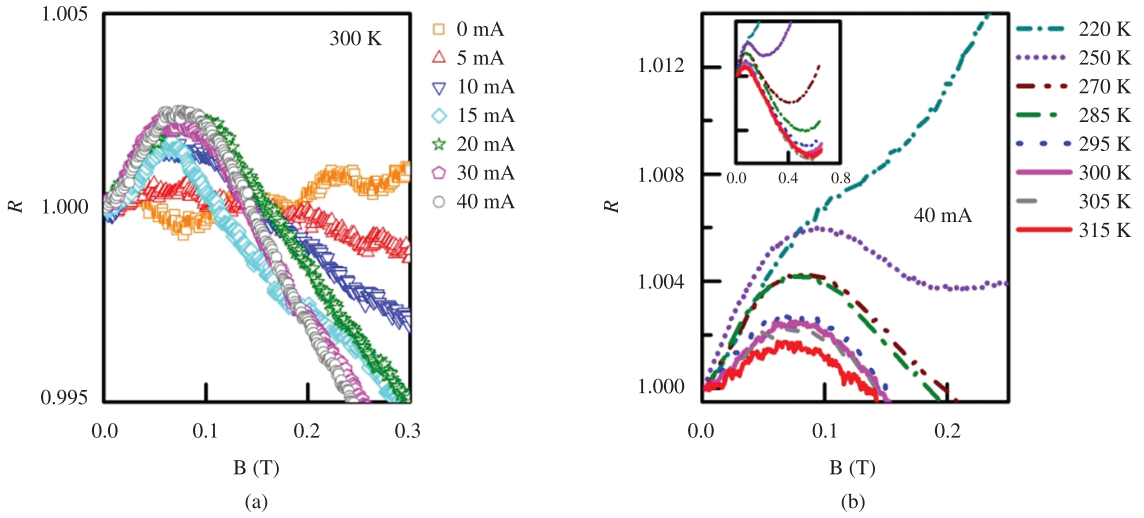 1.005
1.000
0.995
R
300 K
0.0 0.1 0.2 0.3
B (T)
(a)
0 mA
5 mA
10 mA
15 mA
20 mA
30 mA
40 mA
1.012
1.008
1.004
1.000
R
0.0 0.4 0.8
40 mA
0.0 0.1 0.2
B (T)
(b)
220 K
250 K
270 K
285 K
295 K
300 K
305 K
315 K